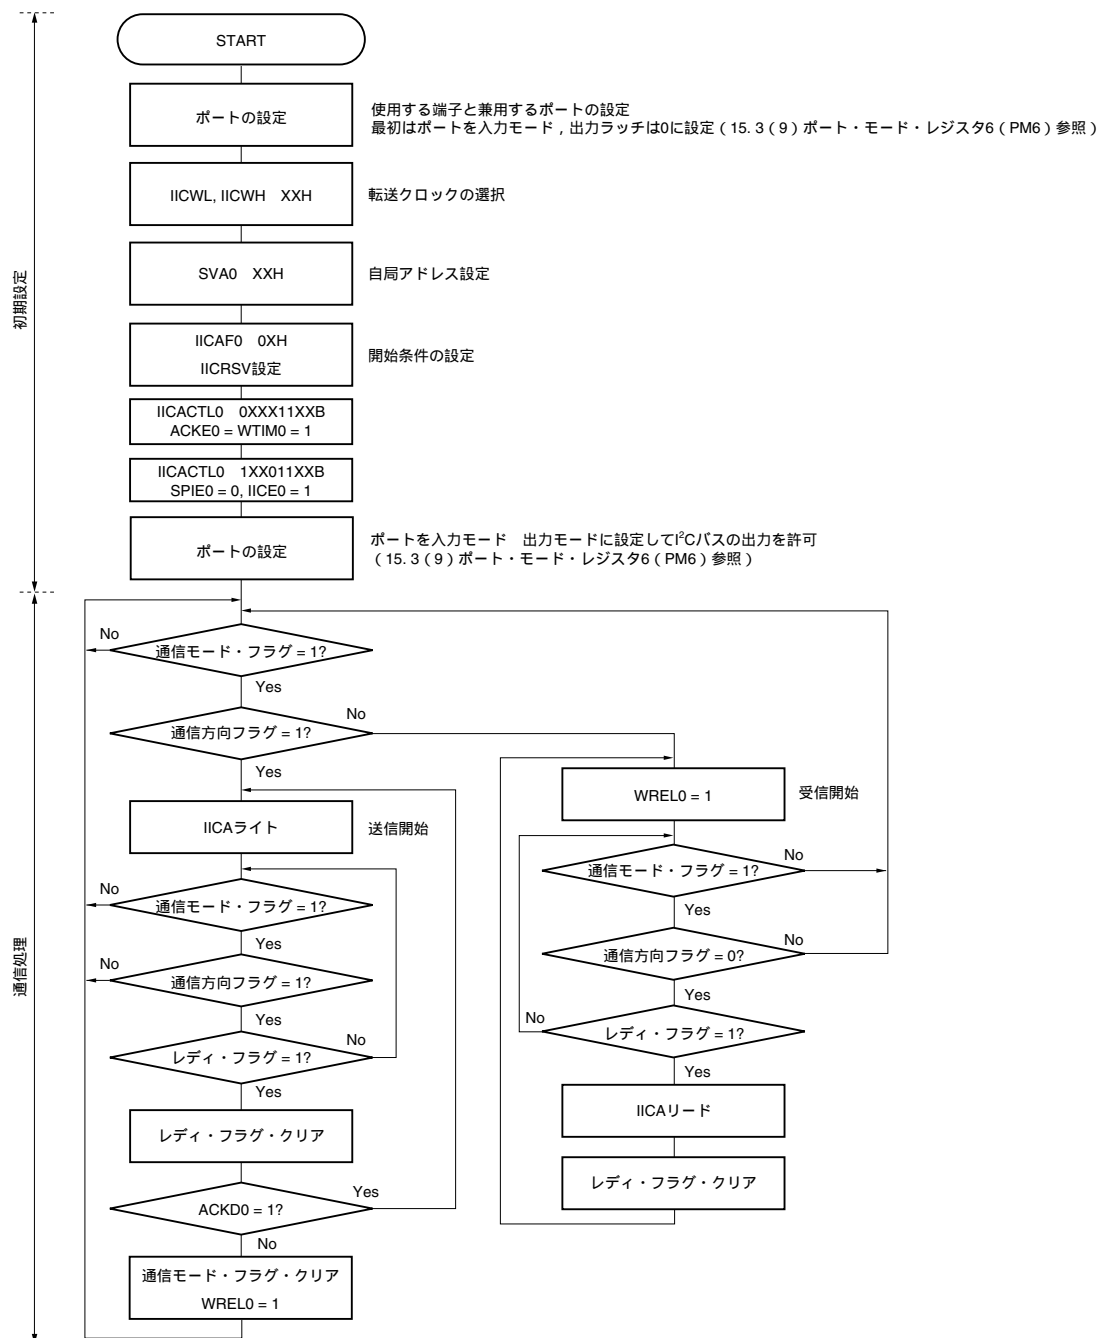 START
ポートの設定
使用する端子と兼用するポートの設定
最初はポートを入力モード，出力ラッチは0に設定（15. 3（9）ポート・モード・レジスタ6（PM6）参照）
IICWL, IICWH XXH
転送クロックの選択
SVA0 XXH
自局アドレス設定
初期設定
IICAF0 0XH
IICRSV設定
開始条件の設定
IICACTL0 0XXX11XXB
ACKE0 = WTIM0 = 1
IICACTL0 1XX011XXB
SPIE0 = 0, IICE0 = 1
ポートの設定
ポートを入力モード 出力モードに設定してI²Cバスの出力を許可
（15. 3（9）ポート・モード・レジスタ6（PM6）参照）
No
通信モード・フラグ = 1?
Yes
通信方向フラグ = 1?
No
Yes
IICAライト
送信開始
No
通信モード・フラグ = 1?
Yes
No
通信方向フラグ = 1?
Yes
レディ・フラグ = 1?
No
Yes
レディ・フラグ・クリア
ACKD0 = 1?
Yes
No
通信モード・フラグ・クリア
WREL0 = 1
通信処理
WREL0 = 1
受信開始
通信モード・フラグ = 1?
No
Yes
通信方向フラグ = 0?
No
Yes
No
レディ・フラグ = 1?
Yes
IICAリード
レディ・フラグ・クリア